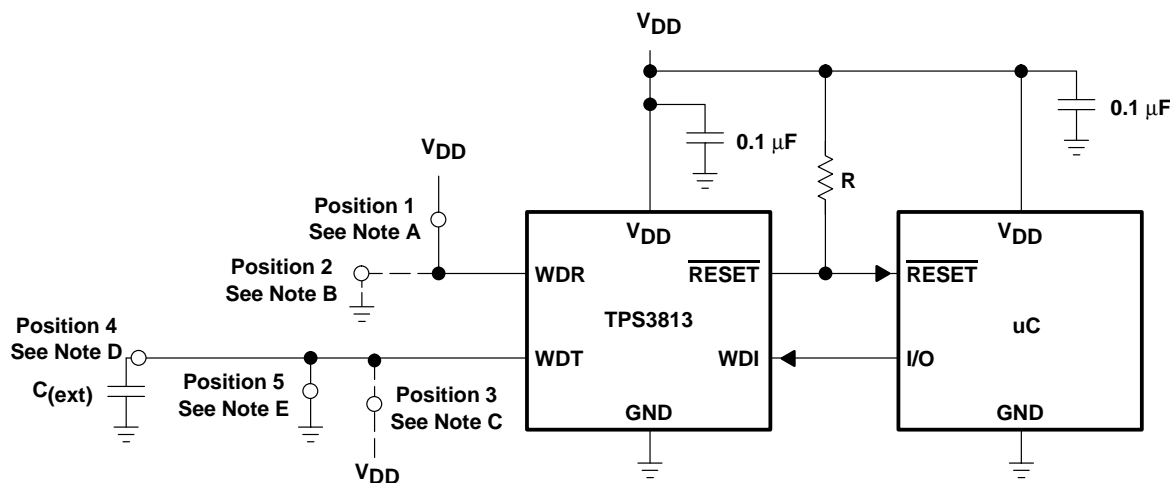 VDD
0.1 μF
0.1 μF
VDD
R
Position 1
See Note A
VDD
VDD
Position 2
See Note B
WDR
RESET
RESET
TPS3813
uC
Position 4
See Note D
WDT
WDI
I/O
C(ext)
Position 5
See Note E
Position 3
See Note C
GND
GND
VDD